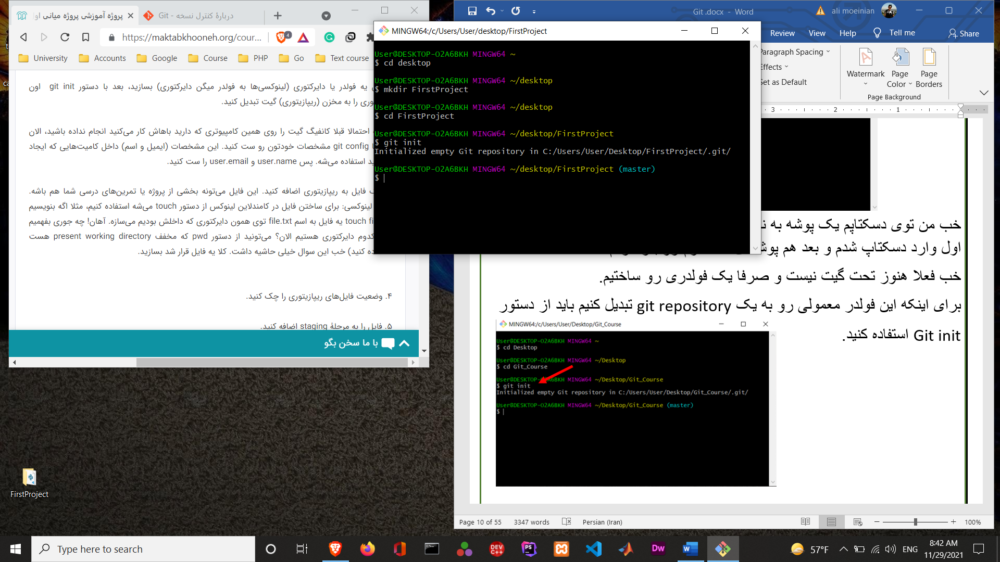 پروژه آموزشی پروژه میانی او
دربارهٔ کنترل نسخه - Git
https://maktabkhooneh.org/cour...
4
University
Accounts
Google
Course
PHP
Go
Text course
یه فولدر یا دایرکتوری (لینوکسی‌ها به فولدر میگن دایرکتوری) بسازید، بعد با دستور git init اون
وری را به مخزن (ریپازیتوری) گیت تبدیل کنید.
احتمالا قبلا کانفیگ گیت را روی همین کامپیوتری که دارید باهاش کار می‌کنید انجام نداده باشید، الان
git config مشخصات خودتون رو ست کنید. این مشخصات (ایمیل و اسم) داخل کامیت‌هایی که ایجاد
ید استفاده می‌شه. پس user.name و user.email را ست کنید.
فایل به ریپازیتوری اضافه کنید. این فایل می‌تونه بخشی از پروژه یا تمرین‌های درسی شما هم باشه.
لینوکسی: برای ساختن فایل در کامندلاین لینوکس از دستور touch می‌شه استفاده کنیم، مثلا اگه بنویسیم
touch fi یه فایل به اسم file.txt توی همون دایرکتوری که داخلش بودیم می‌سازه. آهان! چه جوری بفهمیم
کدوم دایرکتوری هستیم الان؟ می‌تونید از دستور pwd که مخفف present working directory هست
ده کنید) خب این سوال خیلی حاشیه داشت. کلا یه فایل قرار شد بسازید.
۴. وضعیت فایل‌های ریپازیتوری را چک کنید.
۵. فایل را به مرحلهٔ staging اضافه کنید.
با ما سخن بگو
MINGW64:/c/Users/User/desktop/FirstProject
User@DESKTOP-O2A6BKH MINGW64 ~
$ cd desktop
User@DESKTOP-O2A6BKH MINGW64 ~/desktop
$ mkdir FirstProject
User@DESKTOP-O2A6BKH MINGW64 ~/desktop
$ cd FirstProject
User@DESKTOP-O2A6BKH MINGW64 ~/desktop/FirstProject
$ git init
Initialized empty Git repository in C:/Users/User/Desktop/FirstProject/.git/
User@DESKTOP-O2A6BKH MINGW64 ~/desktop/FirstProject (master)
$
Git .docx - Word
ali moeinian
Review
View
Help
Tell me
Share
Paragraph Spacing
Effects
Set as Default
Watermark
Page Color
Page Borders
Page Background
3 2 1
خب من توی دسکتاپم یک پوشه به ن
اول وارد دسکتاپ شدم و بعد هم پوش
خب فعلا هنوز تحت گیت نیست و صرفا یک فولدری رو ساختیم.
برای اینکه این فولدر معمولی رو به یک git repository تبدیل کنیم باید از دستور
Git init استفاده کنید.
MINGW64:/c/Users/User/Desktop/Git_Course
User@DESKTOP-O2A6BKH MINGW64 ~
$ cd Desktop
User@DESKTOP-O2A6BKH MINGW64 ~/Desktop
$ cd Git_Course
User@DESKTOP-O2A6BKH MINGW64 ~/Desktop/Git_Course
$ git init
Initialized empty Git repository in C:/Users/User/Desktop/Git_Course/.git/
User@DESKTOP-O2A6BKH MINGW64 ~/Desktop/Git_Course (master)
$
Page 10 of 55
3347 words
Persian (Iran)
100%
FirstProject
Type here to search
DEV C++
PS
Dw
W
57°F
ENG
8:42 AM
11/29/2021